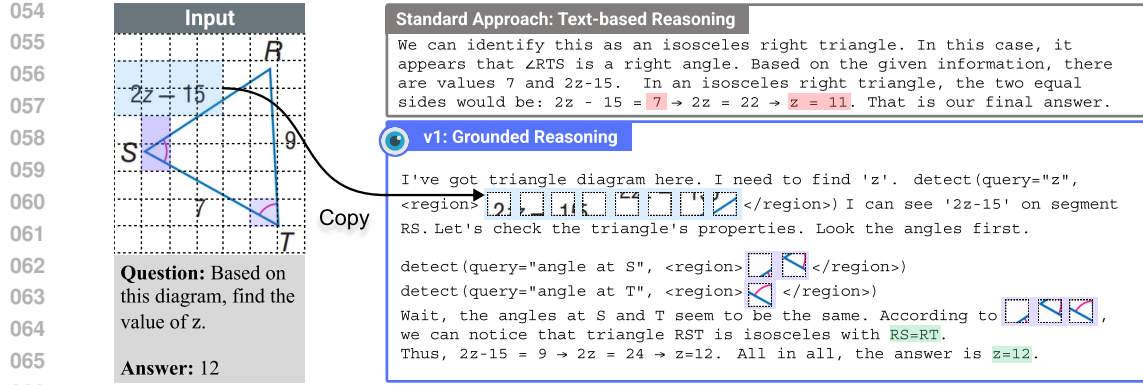 054
055
056
057
058
059
060
061
062
063
064
065
Input
R
2z – 15
S
9
7
T
Copy
Question: Based on
this diagram, find the
value of z.
Answer: 12
Standard Approach: Text-based Reasoning
We can identify this as an isosceles right triangle. In this case, it
appears that ∠RTS is a right angle. Based on the given information, there
are values 7 and 2z-15. In an isosceles right triangle, the two equal
sides would be: 2z - 15 = 7 → 2z = 22 → z = 11. That is our final answer.
v1: Grounded Reasoning
I've got triangle diagram here. I need to find 'z'. detect(query="z",
<region> </region>) I can see '2z-15' on segment
RS. Let's check the triangle's properties. Look the angles first.
detect(query="angle at S", <region> </region>)
detect(query="angle at T", <region> </region>)
Wait, the angles at S and T seem to be the same. According to ,
we can notice that triangle RST is isosceles with RS=RT.
Thus, 2z-15 = 9 → 2z = 24 → z=12. All in all, the answer is z=12.